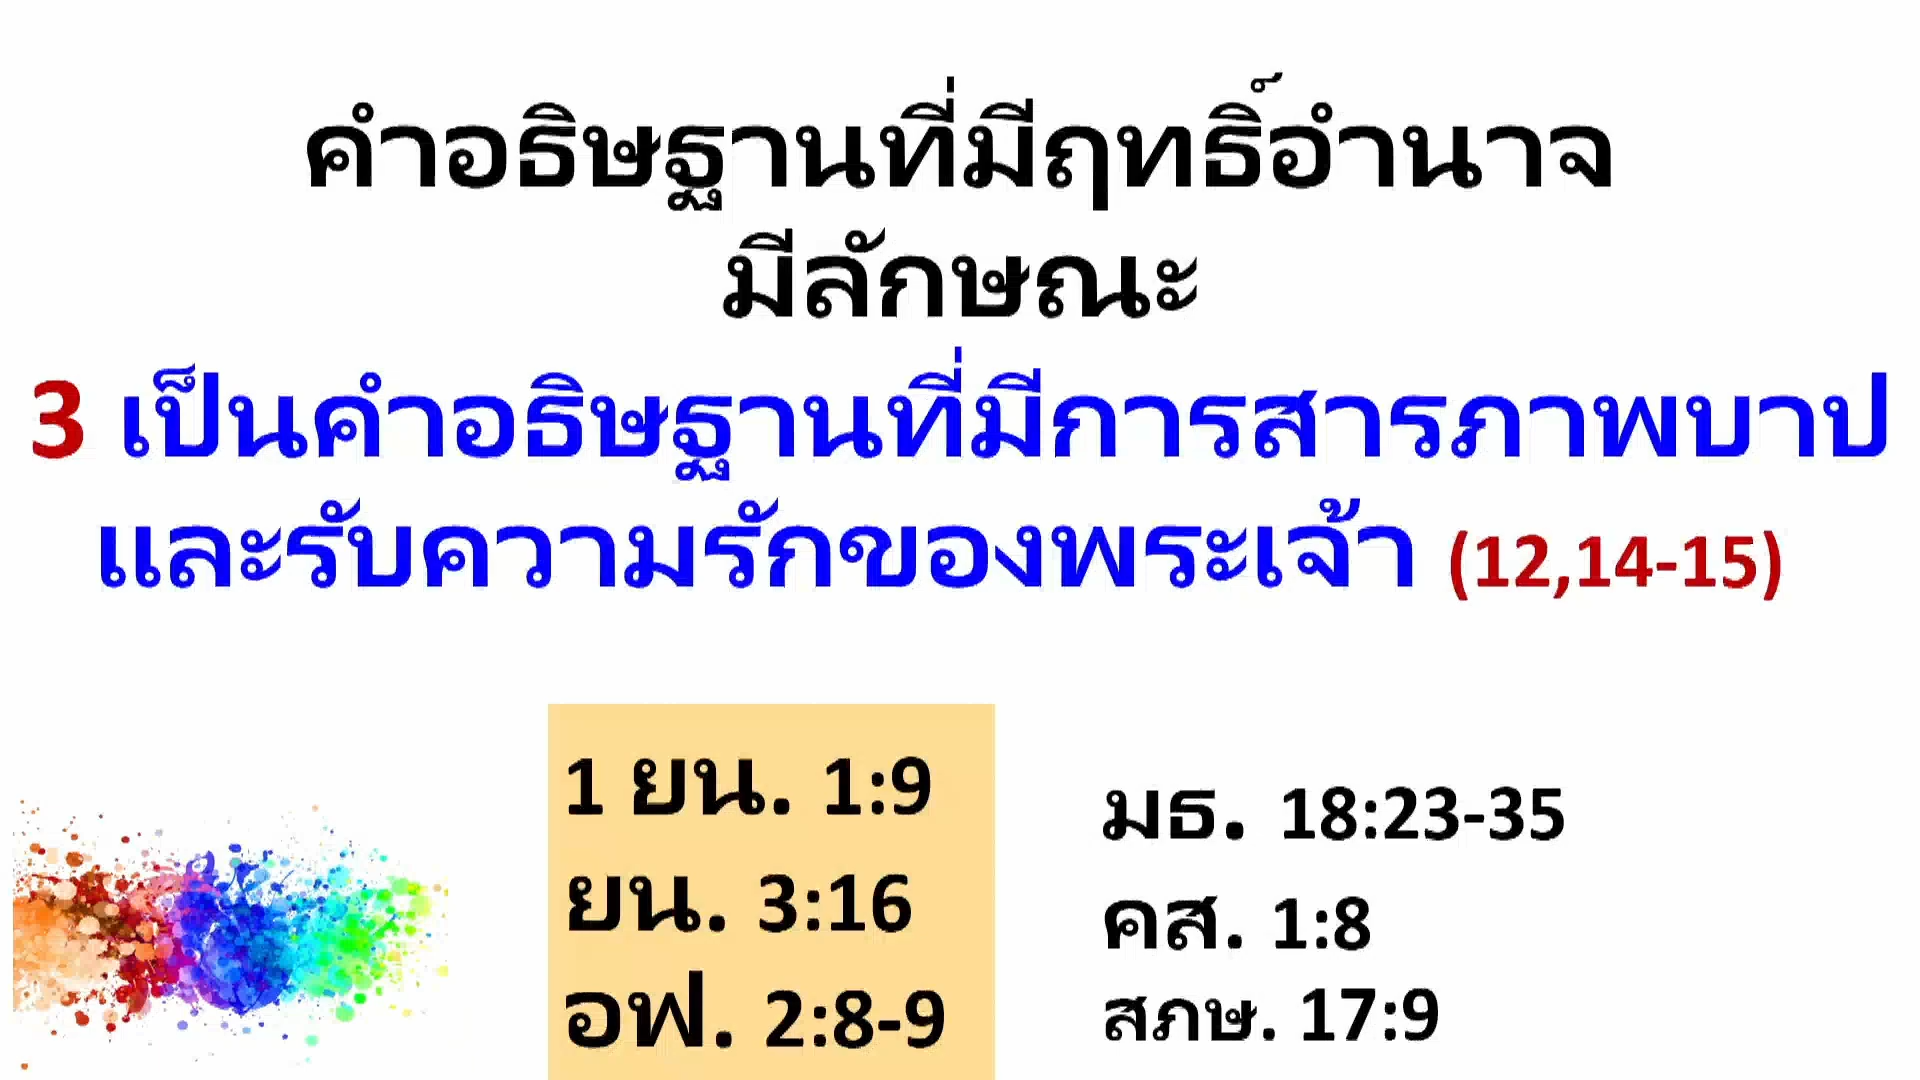 คำอธิษฐานที่มีฤทธิ์อำนาจ
มีลักษณะ
3 เป็นคำอธิษฐานที่มีการสารภาพบาป
และรับความรักของพระเจ้า (12,14-15)
1 ยน. 1:9
ยน. 3:16
อฟ. 2:8-9
มธ. 18:23-35
คส. 1:8
สภษ. 17:9